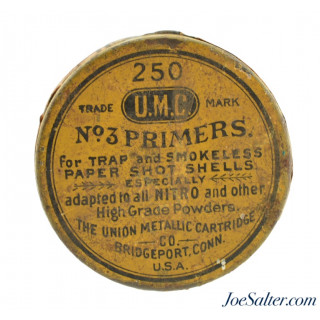 250
TRADE U.M.C. MARK
Nº3 PRIMERS.
for TRAP and SMOKELESS
PAPER SHOT SHELLS.
ESPECIALLY
adapted to all NITRO and other
High Grade Powders.
THE UNION METALLIC CARTRIDGE
CO.
BRIDGEPORT, CONN.
U.S.A.
JoeSalter.com